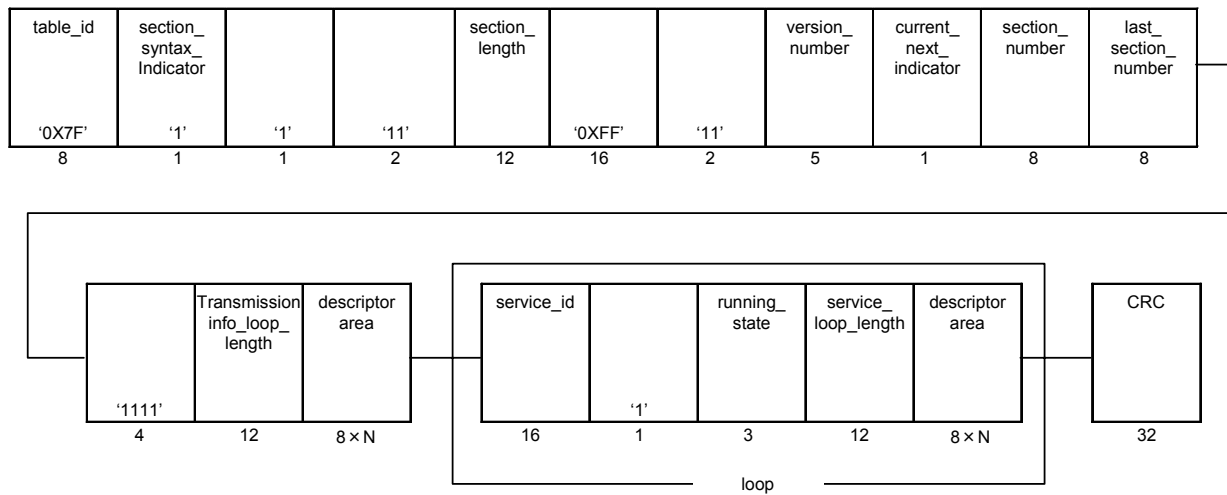 table_id
section_
syntax_
Indicator
section_
length
version_
number
current_
next_
indicator
section_
number
last_
section_
number
‘0X7F’ ‘1’ ‘1’ ‘11’ ‘0XFF’ ‘11’
8 1 1 2 12 16 2 5 1 8 8
Transmission
info_loop_
length
descriptor
area
service_id
running_
state
service_
loop_length
descriptor
area
CRC
‘1111’ ‘1’
4 12 8×N 16 1 3 12 8×N 32
loop